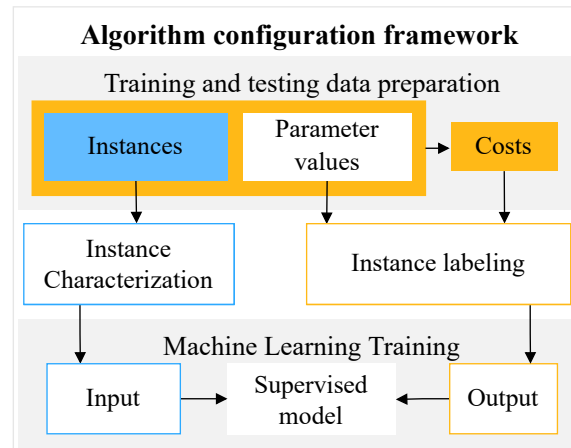 Algorithm configuration framework
Training and testing data preparation
Instances
Parameter
values
Costs
Instance
Characterization
Instance labeling
Machine Learning Training
Input
Supervised
model
Output